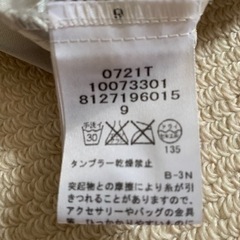 0721T
10073301
8127196015
9
手洗イ
30
135
タンブラー乾燥禁止
B-3N
突起物との摩擦により糸が引
きつれることがありますので、
アクセサリーやバッグの金具